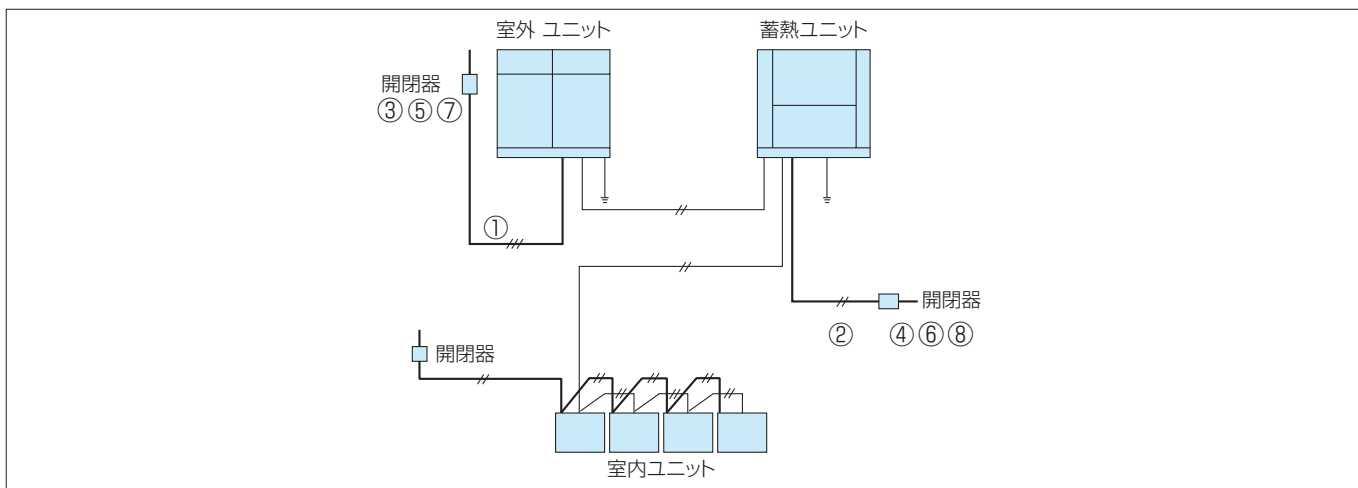 室外 ユニット
蓄熱ユニット
開閉器
③⑤⑦
①
開閉器
②
④⑥⑧
開閉器
室内ユニット